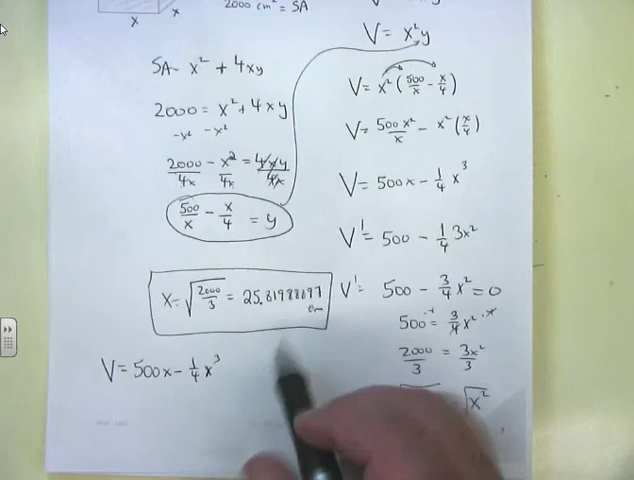 x
x
2000 cm² = SA
V = x²y
SA = x² + 4xy
2000 = x² + 4xy
-x² -x²
2000/4x - x²/4x = 4xy/4x
500/x - x/4 = y
x = √(2000/3) = 25.81988897
cm
V = 500x - 1/4 x³
V = x² (500/x - x/4)
V = 500x²/x - x² (x/4)
V = 500x - 1/4 x³
V' = 500 - 1/4 3x²
V' = 500 - 3/4 x² = 0
500 = 3/4 x²
2000/3 = 3x²/3
√x²